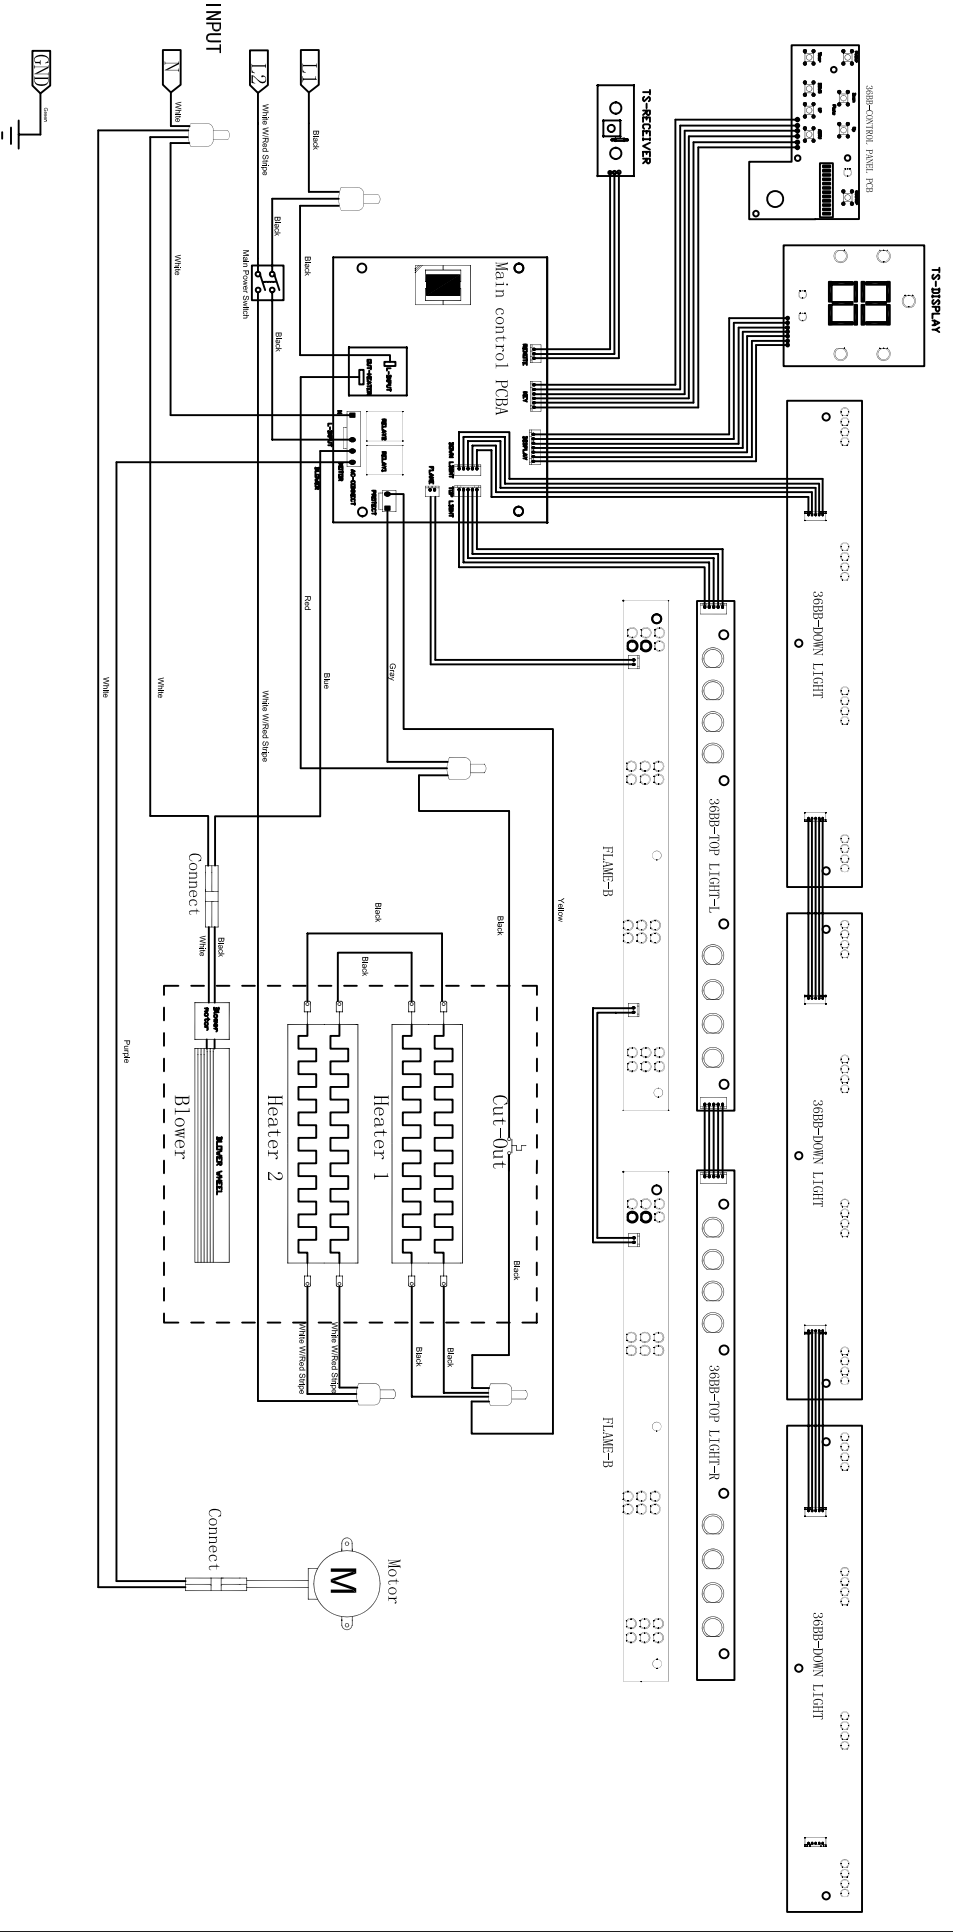 INPUT
GND
Green
N
White
L2
White W/Red Stripe
L1
Black
TS-RECEIVER
36BB-CONTROL PANEL PCB
TS-DISPLAY
White
Black
Main Power Switch
Black
Black
Main control PCBA
REMOTE
KEY
DISPLAY
L-INPUT
OUT-HEATER
N
L-INPUT
RELAY2
RELAY1
BLOWER
MOTER
AC-CONNECT
PROTECT
FLAME
DOWN LIGHT
TOP LIGHT
36BB-DOWN LIGHT
Red
Blue
Gray
White
White
White W/Red Stripe
FLAME-B
36BB-TOP LIGHT-L
Connect
White
Black
Black
Black
Black
Yellow
Purple
Blower motor
BLOWER WHEEL
Blower
Heater 2
Heater 1
Cut-Out
36BB-DOWN LIGHT
Black
White W/Red Stripe
White W/Red Stripe
Black
Black
FLAME-B
36BB-TOP LIGHT-R
Connect
M
Motor
36BB-DOWN LIGHT